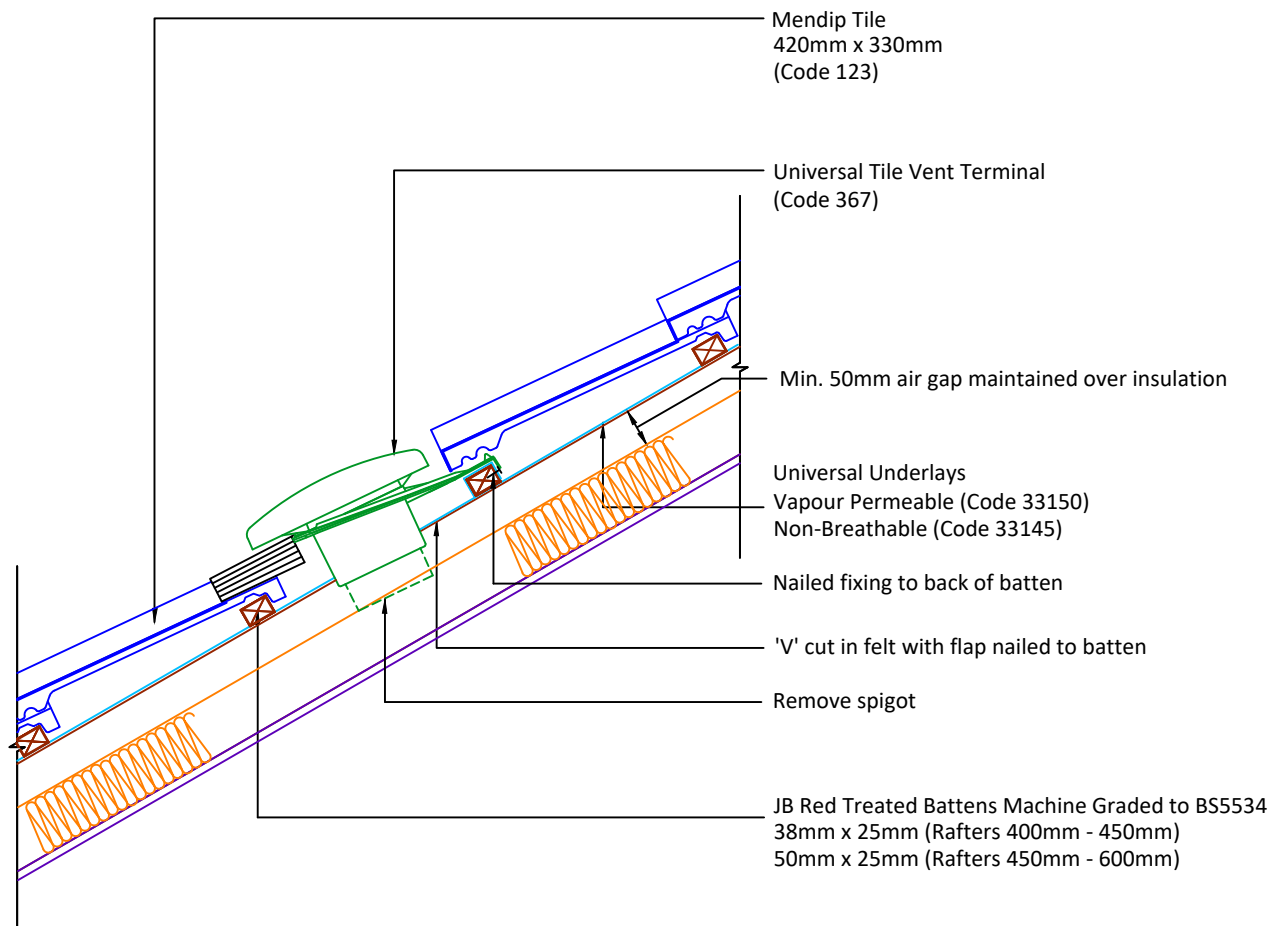 Mendip Tile
420mm x 330mm
(Code 123)
Universal Tile Vent Terminal
(Code 367)
Min. 50mm air gap maintained over insulation
Universal Underlays
Vapour Permeable (Code 33150)
Non-Breathable (Code 33145)
Nailed fixing to back of batten
'V' cut in felt with flap nailed to batten
Remove spigot
JB Red Treated Battens Machine Graded to BS5534
38mm x 25mm (Rafters 400mm - 450mm)
50mm x 25mm (Rafters 450mm - 600mm)